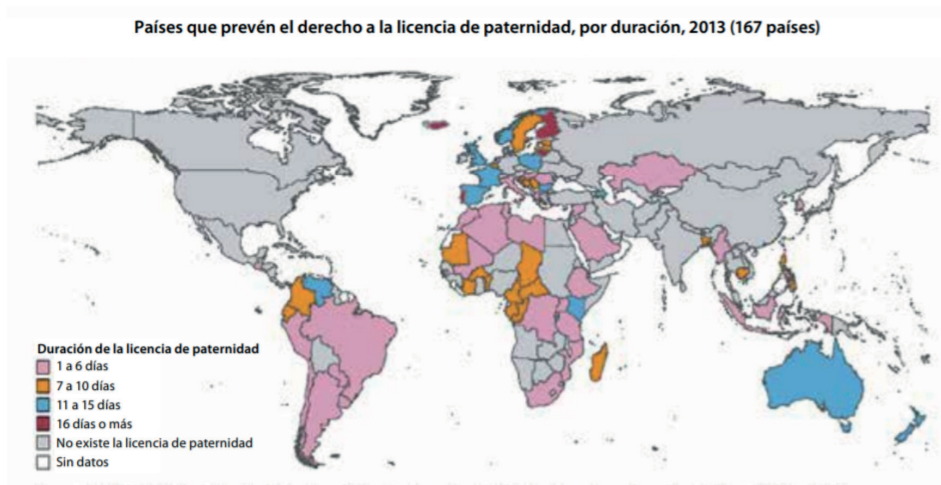 Países que prevén el derecho a la licencia de paternidad, por duración, 2013 (167 países)
Duración de la licencia de paternidad
1 a 6 días
7 a 10 días
11 a 15 días
16 días o más
No existe la licencia de paternidad
Sin datos